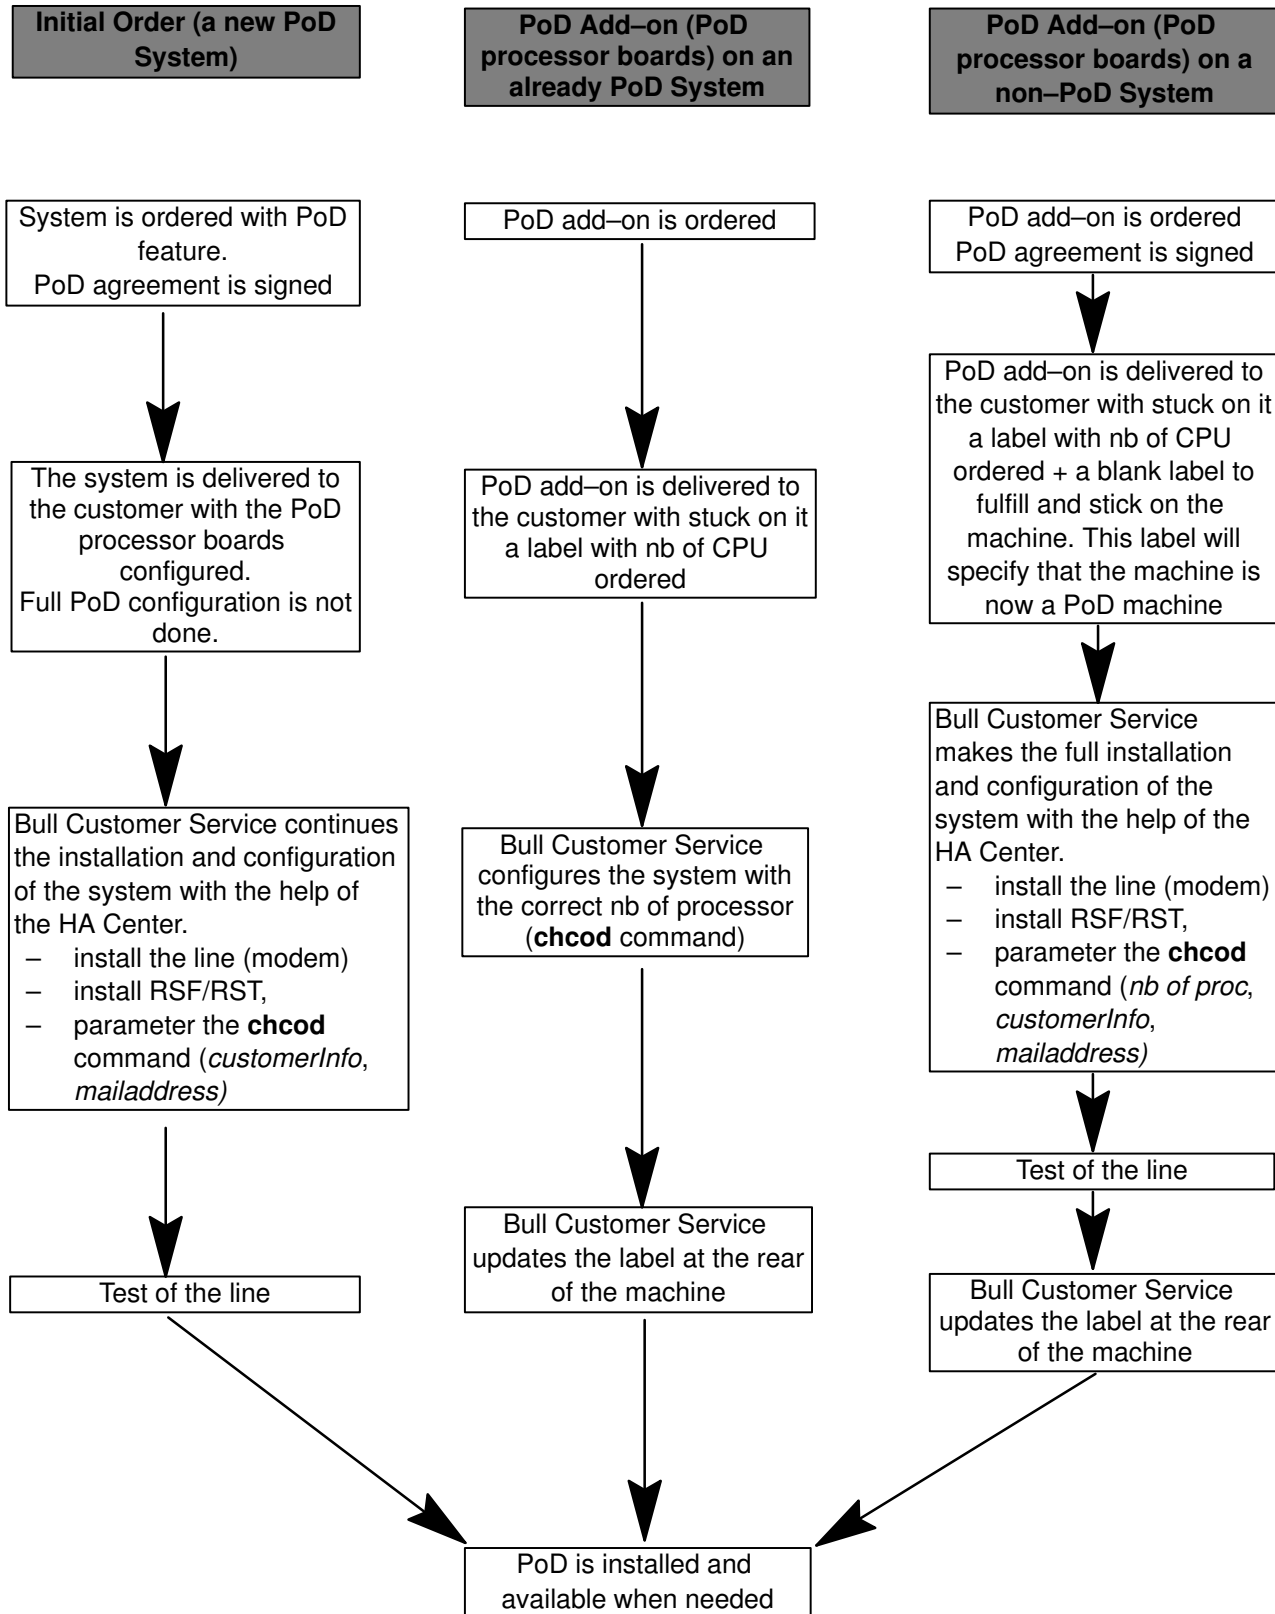 Initial Order (a new PoD
System)
System is ordered with PoD
feature.
PoD agreement is signed
The system is delivered to
the customer with the PoD
processor boards
configured.
Full PoD configuration is not
done.
Bull Customer Service continues
the installation and configuration
of the system with the help of
the HA Center.
– install the line (modem)
– install RSF/RST,
– parameter the chcod
command (customerInfo,
mailaddress)
Test of the line
PoD Add–on (PoD
processor boards) on an
already PoD System
PoD add–on is ordered
PoD add–on is delivered to
the customer with stuck on it
a label with nb of CPU
ordered
Bull Customer Service
configures the system with
the correct nb of processor
(chcod command)
Bull Customer Service
updates the label at the rear
of the machine
PoD Add–on (PoD
processor boards) on a
non–PoD System
PoD add–on is ordered
PoD agreement is signed
PoD add–on is delivered to
the customer with stuck on it
a label with nb of CPU
ordered + a blank label to
fulfill and stick on the
machine. This label will
specify that the machine is
now a PoD machine
Bull Customer Service
makes the full installation
and configuration of the
system with the help of the
HA Center.
– install the line (modem)
– install RSF/RST,
– parameter the chcod
command (nb of proc,
customerInfo,
mailaddress)
Test of the line
Bull Customer Service
updates the label at the rear
of the machine
PoD is installed and
available when needed